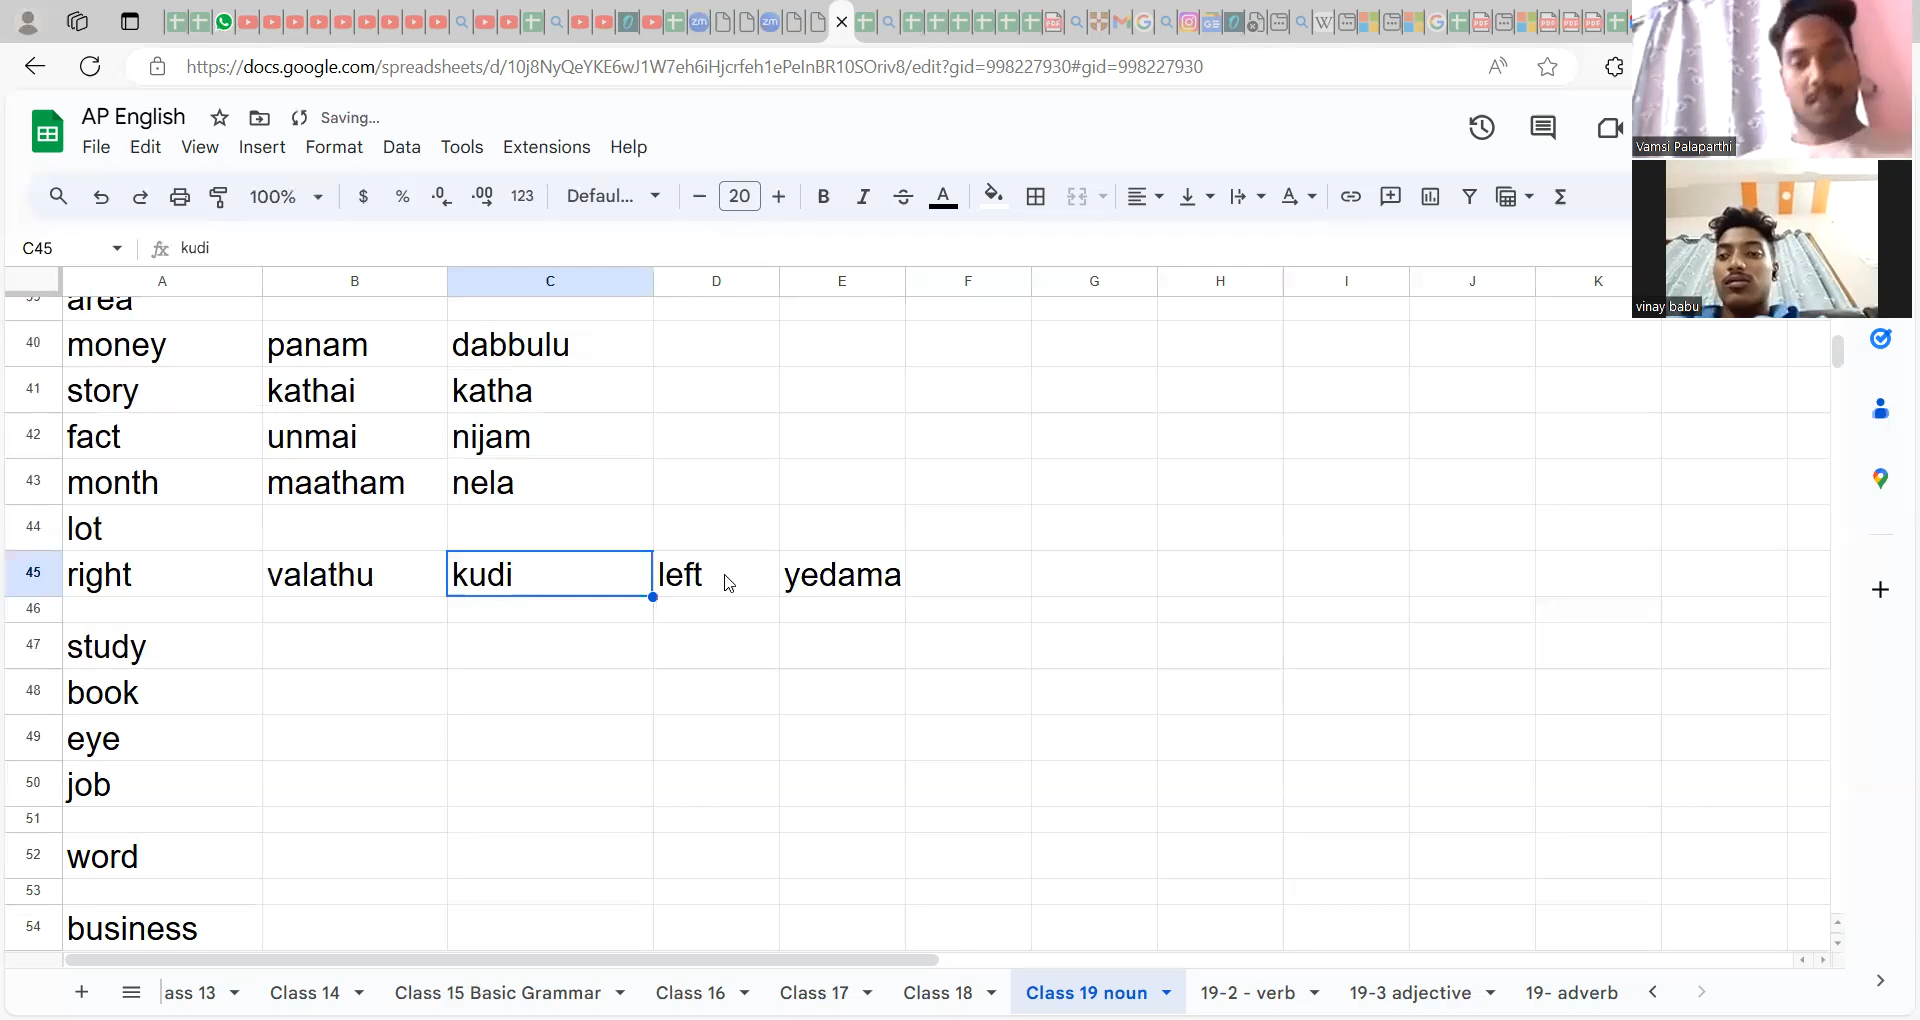 https://docs.google.com/spreadsheets/d/10j8NyQeYKE6wJ1W7eh6iHjcrfeh1ePeInBR10SOriv8/edit?gid=998227930#gid=998227930
AP English Saving...
File Edit View Insert Format Data Tools Extensions Help
100% $ % .0 .00 123 Defaul... 20 B I S A Σ
C45 fx kudi
A B C D E F G H I J K
area
40 money panam dabbulu
41 story kathai katha
42 fact unmai nijam
43 month maatham nela
44 lot
45 right valathu kudi left yedama
46
47 study
48 book
49 eye
50 job
51
52 word
53
54 business
ass 13 Class 14 Class 15 Basic Grammar Class 16 Class 17 Class 18 Class 19 noun 19-2 - verb 19-3 adjective 19- adverb
Vamsi Palaparthi
vinay babu